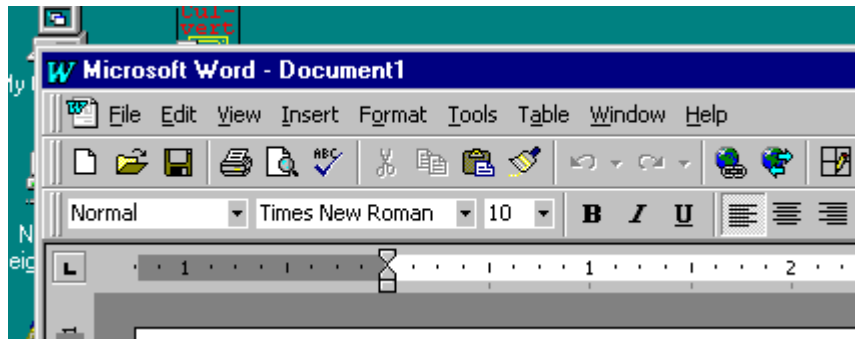 Cul-
vert
Microsoft Word - Document1
File Edit View Insert Format Tools Table Window Help
ABC
Normal Times New Roman 10 B I U
L 1 1 2